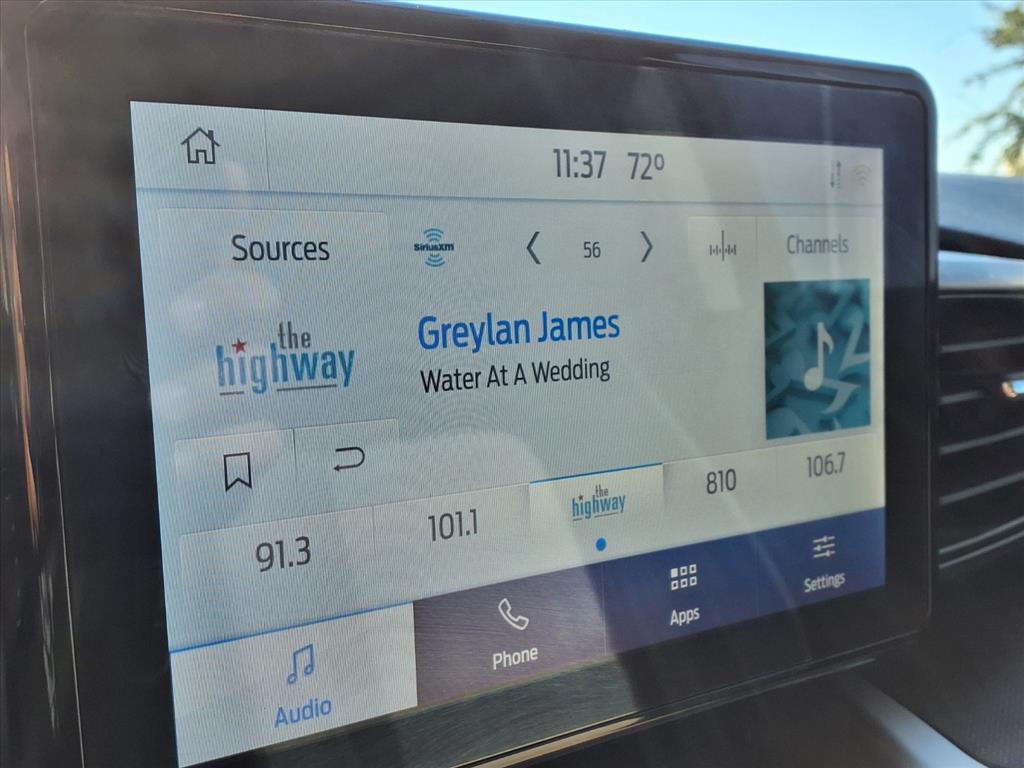 11:37 72º
Sources
SiriusXM
56
Channels
the
highway
Greylan James
Water At A Wedding
91.3
101.1
the
highway
810
106.7
Audio
Phone
Apps
Settings